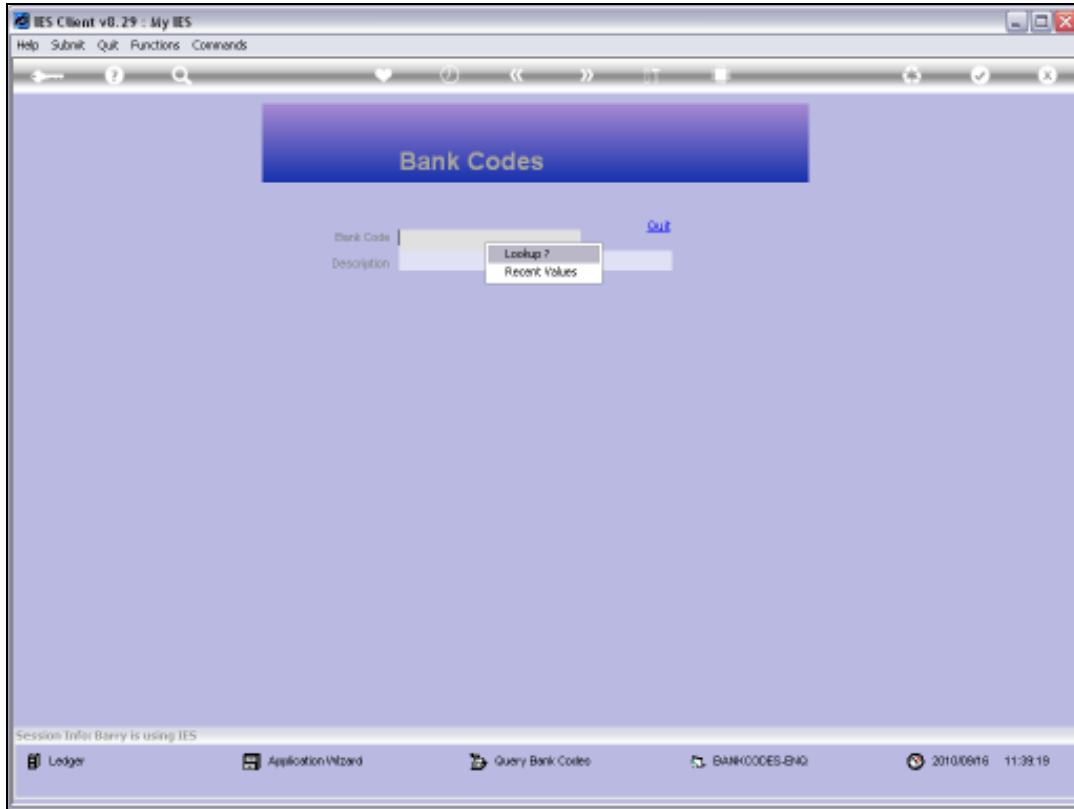 IES Client v8.29 : My IES
Help Submit Quit Functions Commands
Bank Codes
Quit
Bank Code
Lookup ?
Description
Recent Values
Session Info: Barry is using IES
Ledger Application Wizard Query Bank Codes BANKCODES-ENQ 2010/09/16 11:39:19